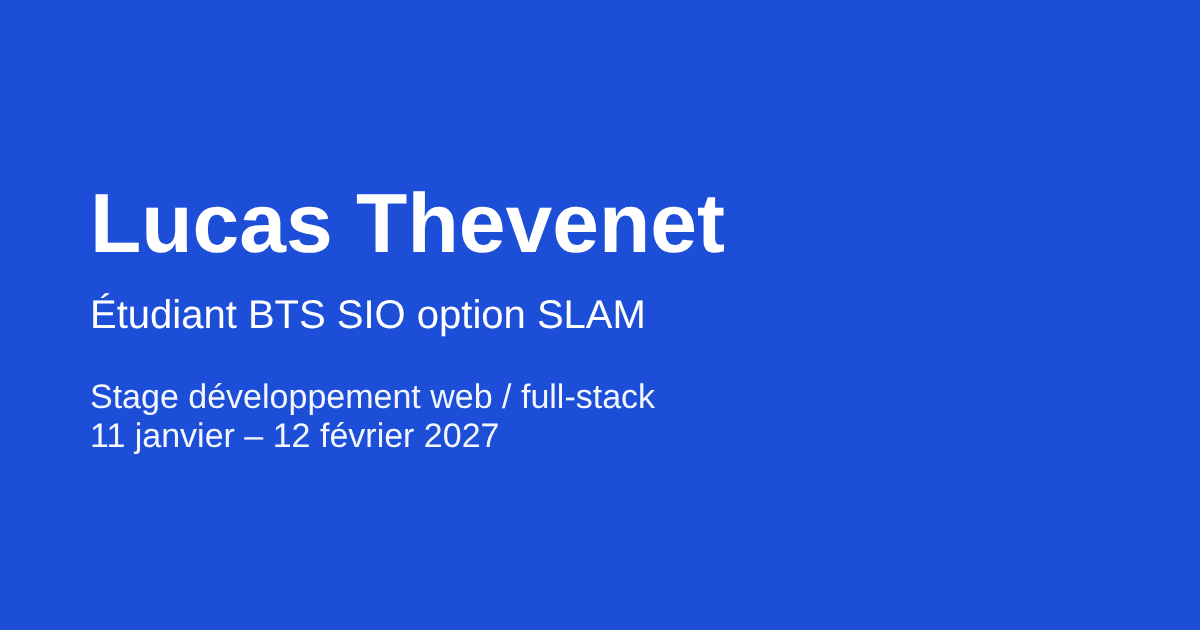 Lucas Thevenet
Étudiant BTS SIO option SLAM
Stage développement web / full-stack
11 janvier – 12 février 2027